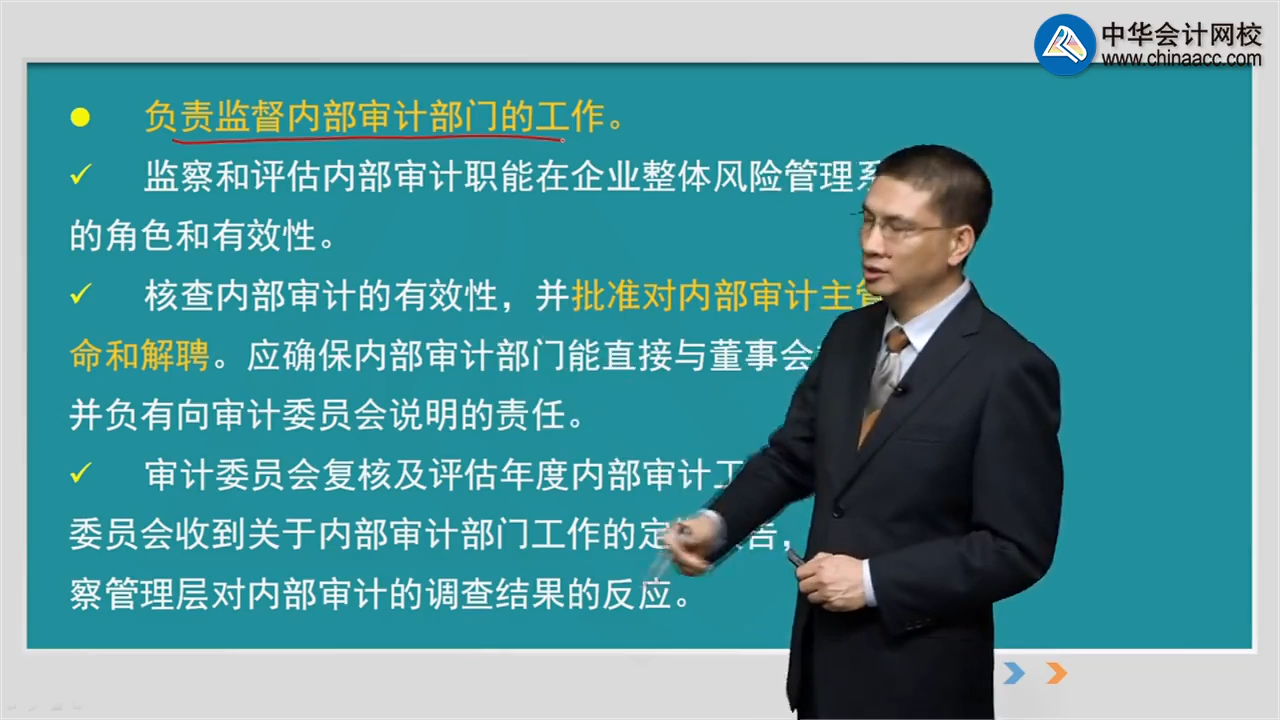 中华会计网校
www.chinaacc.com
负责监督内部审计部门的工作。
监察和评估内部审计职能在企业整体风险管理系
的角色和有效性。
核查内部审计的有效性，并批准对内部审计主管
命和解聘。应确保内部审计部门能直接与董事会
并负有向审计委员会说明的责任。
审计委员会复核及评估年度内部审计工
委员会收到关于内部审计部门工作的定 告，
察管理层对内部审计的调查结果的反应。